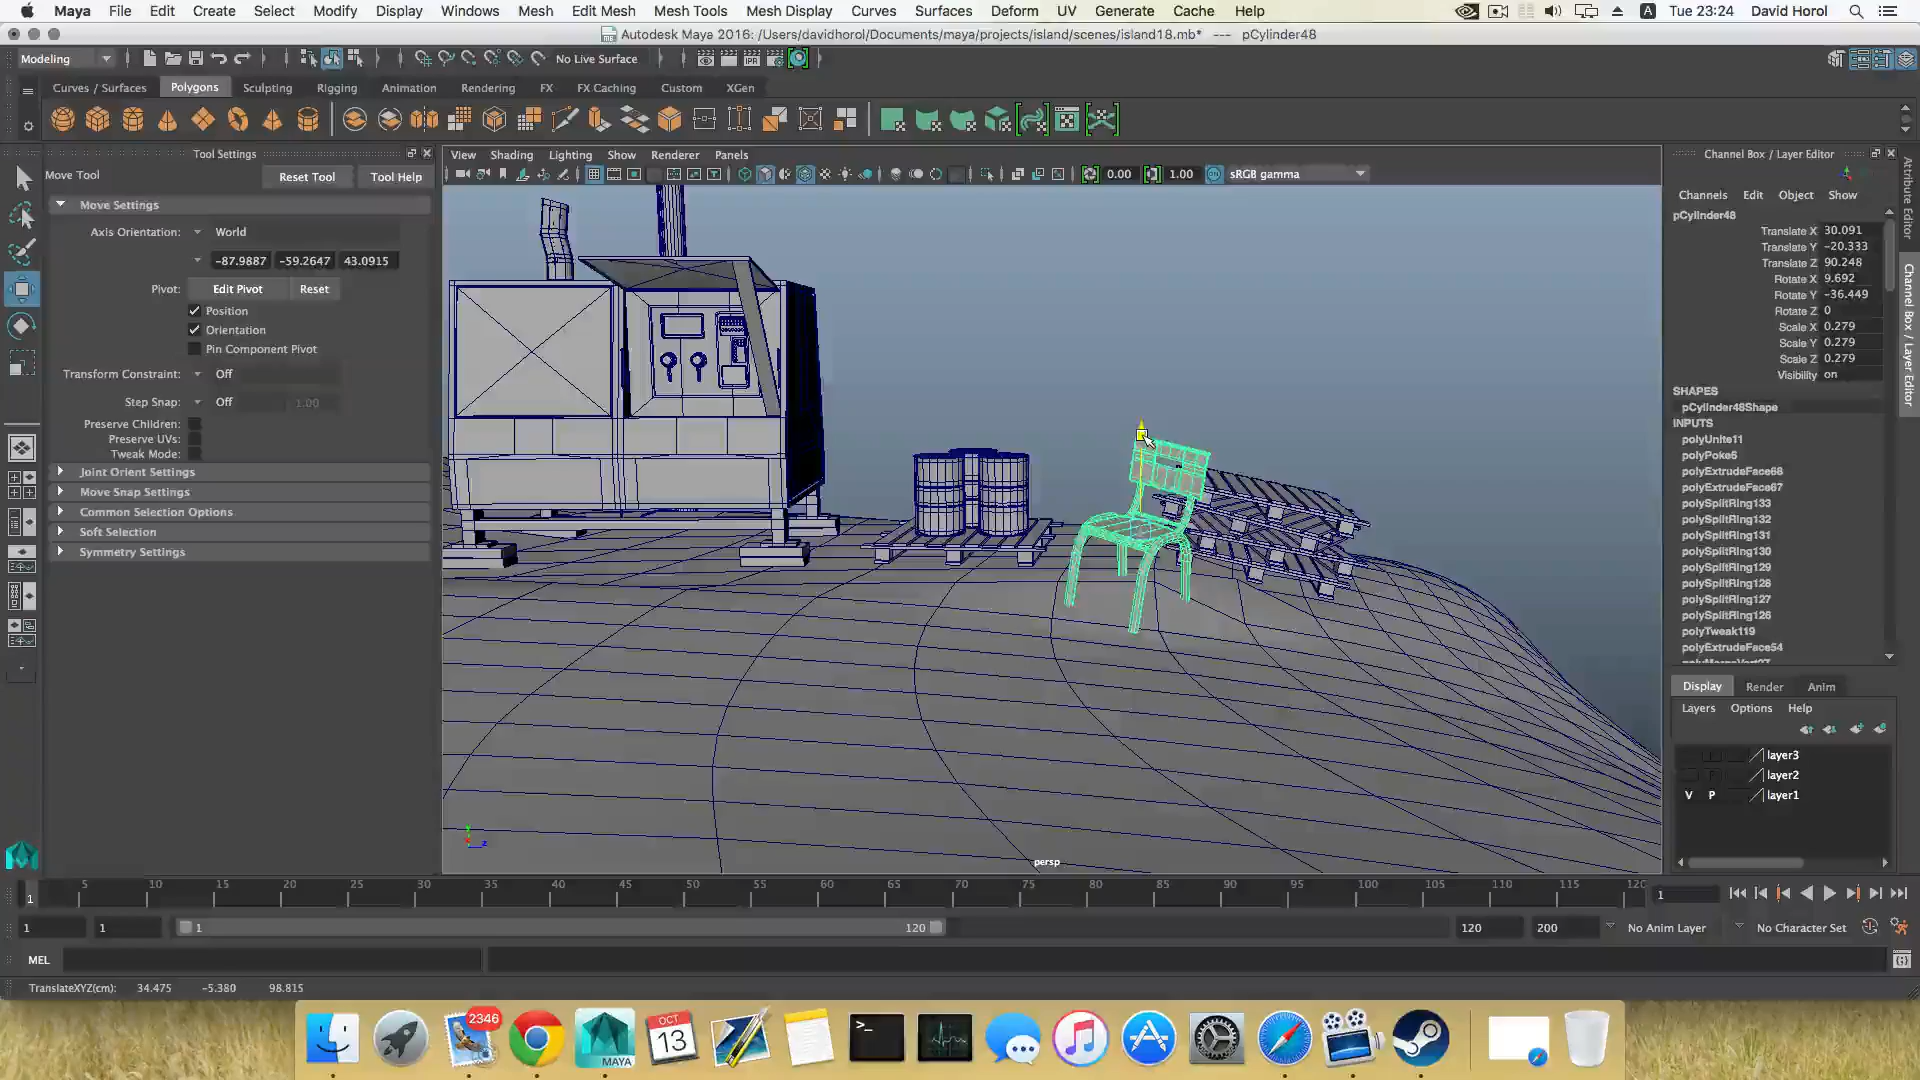 Maya File Edit Create Select Modify Display Windows Mesh Edit Mesh Mesh Tools Mesh Display Curves Surfaces Deform UV Generate Cache Help A Tue 23:24 David Horol
Autodesk Maya 2016: /Users/davidhorol/Documents/maya/projects/island/scenes/island18.mb* --- pCylinder48
Modeling No Live Surface
Curves / Surfaces Polygons Sculpting Rigging Animation Rendering FX FX Caching Custom XGen
Tool Settings
Move Tool Reset Tool Tool Help
Move Settings
Axis Orientation: World
-87.9887 -59.2647 43.0915
Pivot: Edit Pivot Reset
Position
Orientation
Pin Component Pivot
Transform Constraint: Off
Step Snap: Off 1.00
Preserve Children:
Preserve UVs:
Tweak Mode:
Joint Orient Settings
Move Snap Settings
Common Selection Options
Soft Selection
Symmetry Settings
View Shading Lighting Show Renderer Panels
0.00 1.00 sRGB gamma
persp
Channel Box / Layer Editor
Channels Edit Object Show
pCylinder48
Translate X 30.091
Translate Y -20.333
Translate Z 90.248
Rotate X 9.692
Rotate Y -36.449
Rotate Z 0
Scale X 0.279
Scale Y 0.279
Scale Z 0.279
Visibility on
SHAPES
pCylinder48Shape
INPUTS
polyUnite11
polyPoke6
polyExtrudeFace68
polyExtrudeFace67
polySplitRing133
polySplitRing132
polySplitRing131
polySplitRing130
polySplitRing129
polySplitRing128
polySplitRing127
polySplitRing126
polyTweak119
polyExtrudeFace54
Display Render Anim
Layers Options Help
layer3
layer2
V P layer1
Attribute Editor
Channel Box / Layer Editor
1 5 10 15 20 25 30 35 40 45 50 55 60 65 70 75 80 85 90 95 100 105 110 115 120 1
1 1 1 120 120 200 No Anim Layer No Character Set
MEL
TranslateXYZ(cm): 34.475 -5.380 98.815
2346
MAYA
OCT
13